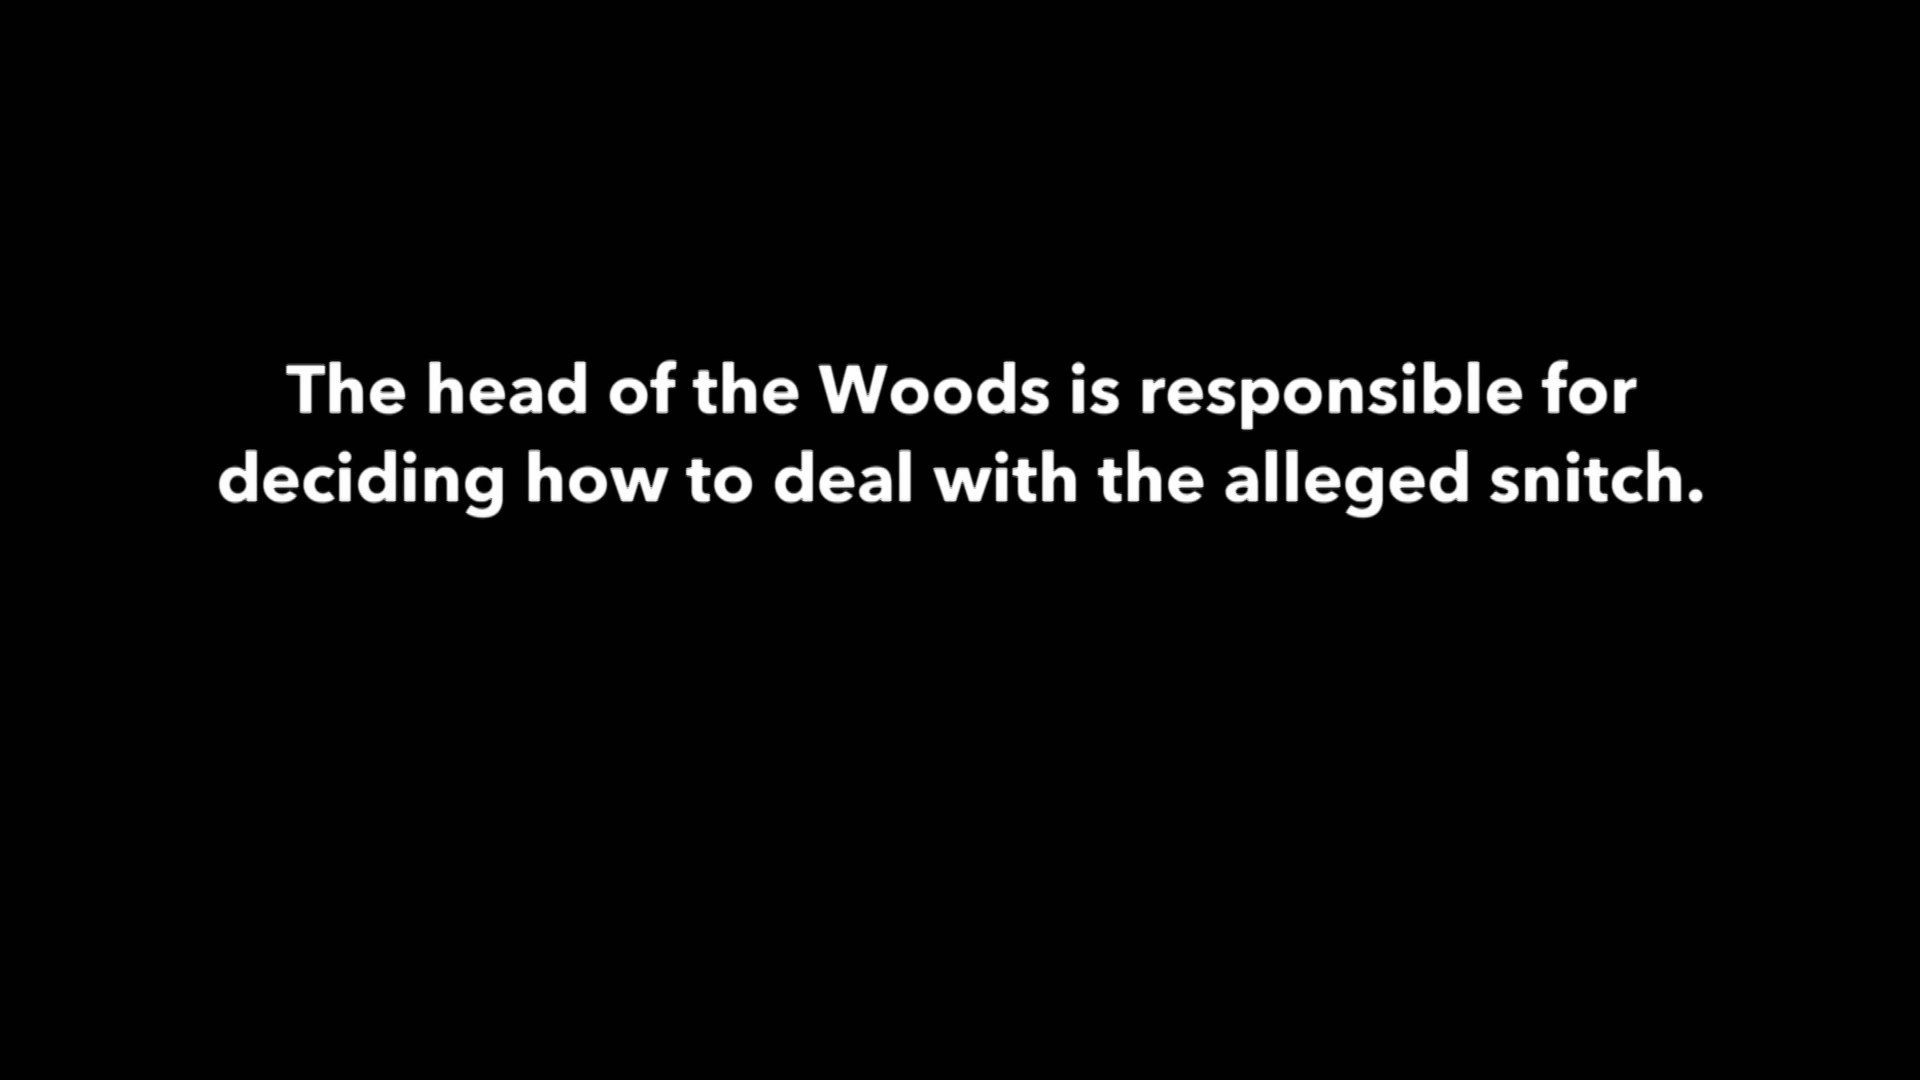 The head of the Woods is responsible for
deciding how to deal with the alleged snitch.